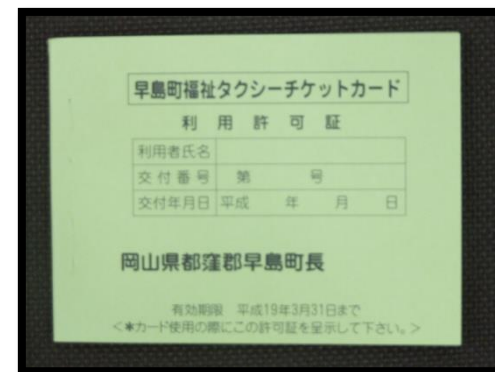 早島町福祉タクシーチケットカード
利用許可証
利用者氏名
交付番号 第 号
交付年月日 平成 年 月 日
岡山県都窪郡早島町長
有効期限 平成19年3月31日まで
<*カード使用の際にこの許可証を呈示して下さい。>